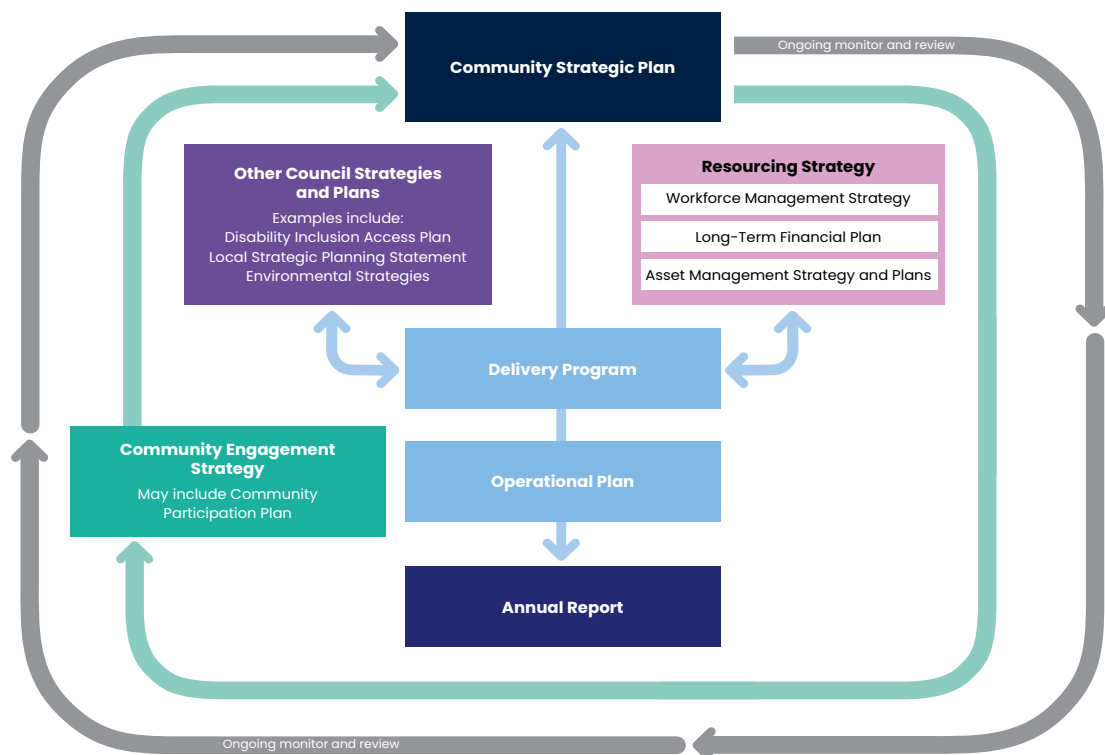 Community Strategic Plan
Ongoing monitor and review
Other Council Strategies
and Plans
Examples include:
Disability Inclusion Access Plan
Local Strategic Planning Statement
Environmental Strategies
Resourcing Strategy
Workforce Management Strategy
Long-Term Financial Plan
Asset Management Strategy and Plans
Delivery Program
Community Engagement
Strategy
May include Community
Participation Plan
Operational Plan
Annual Report
Ongoing monitor and review